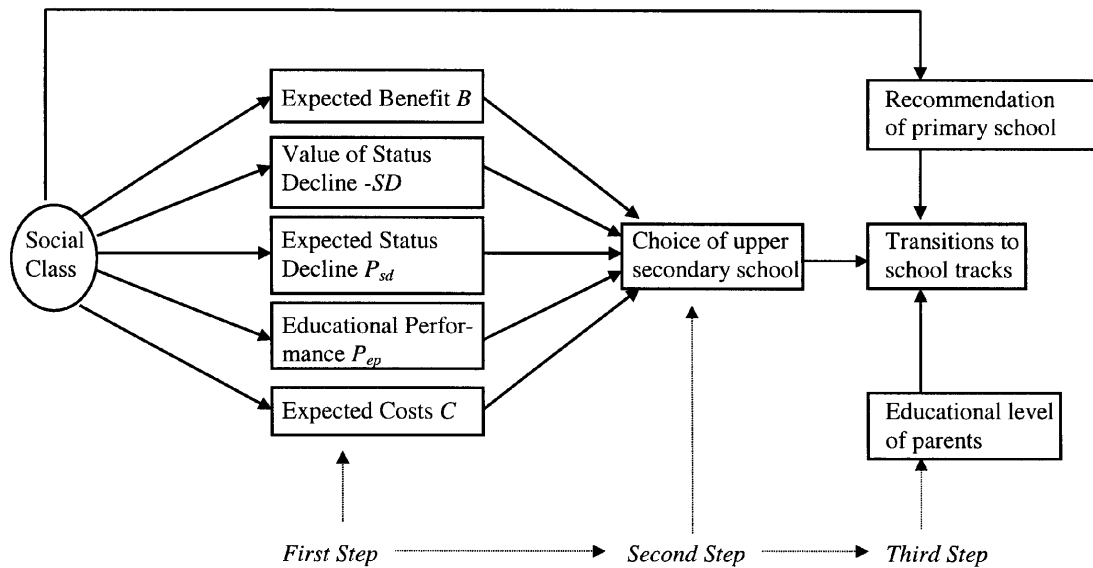 Social
Class
Expected Benefit B
Value of Status
Decline -SD
Expected Status
Decline Psd
Educational Perfor-
mance Pep
Expected Costs C
Choice of upper
secondary school
Recommendation
of primary school
Transitions to
school tracks
Educational level
of parents
First Step
Second Step
Third Step